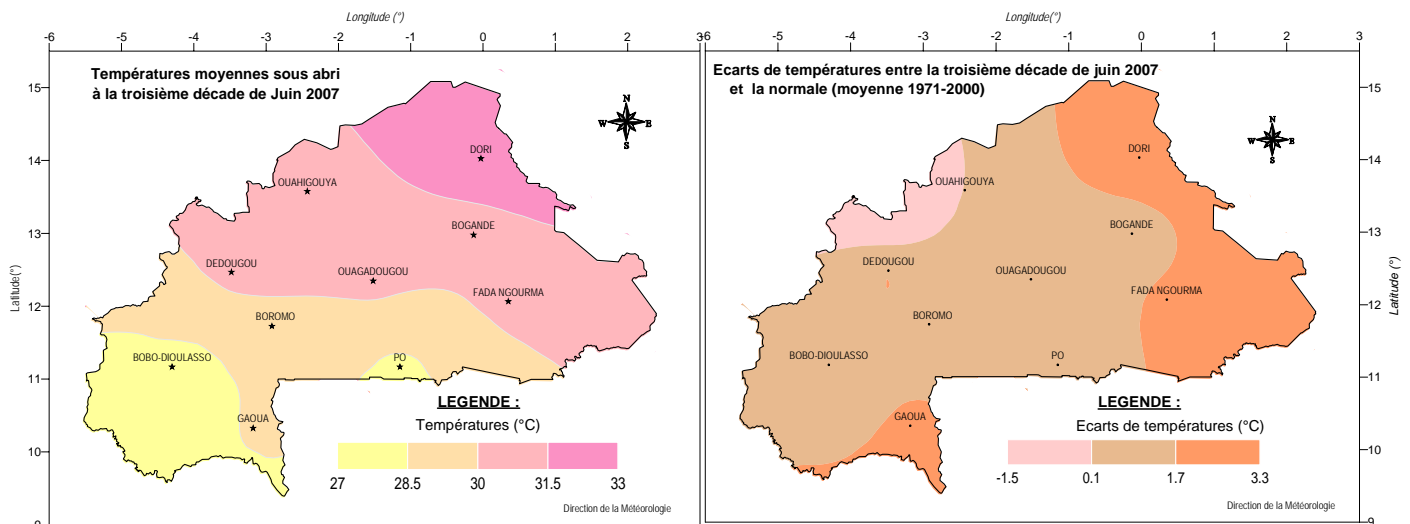 Longitude (°)
-6 -5 -4 -3 -2 -1 0 1 2 3
Températures moyennes sous abri
à la troisième décade de Juin 2007
15
14
13
12
11
10
9
Latitude(°)
N
W E
S
DORI
OUAHIGOUYA
BOGANDE
DEDOUGOU
OUAGADOUGOU
FADA NGOURMA
BOROMO
BOBO-DIOULASSO
PO
GAOUA
LEGENDE :
Températures (°C)
27 28.5 30 31.5 33
Direction de la Météorologie
Longitude(°)
-6 -5 -4 -3 -2 -1 0 1 2 3
Ecarts de températures entre la troisième décade de juin 2007
et la normale (moyenne 1971-2000)
15
14
13
12
11
10
9
Latitude (°)
N
W E
S
DORI
OUAHIGOUYA
BOGANDE
DEDOUGOU
OUAGADOUGOU
FADA NGOURMA
BOROMO
BOBO-DIOULASSO
PO
GAOUA
LEGENDE :
Ecarts de températures (°C)
-1.5 0.1 1.7 3.3
Direction de la Météorologie